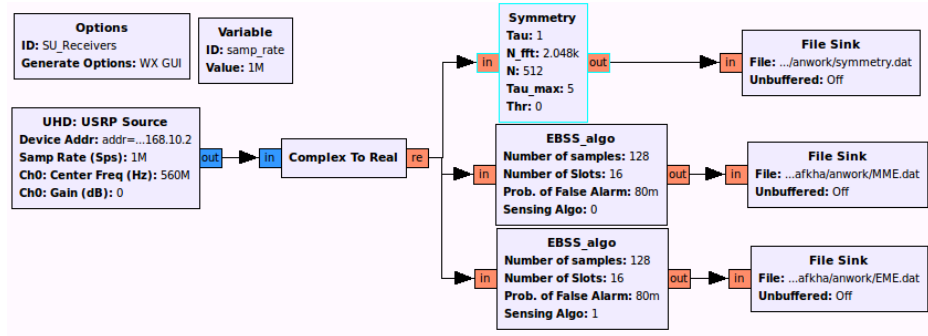 Options
ID: SU_Receivers
Generate Options: WX GUI
Variable
ID: samp_rate
Value: 1M
UHD: USRP Source
Device Addr: addr=...168.10.2
Samp Rate (Sps): 1M
Ch0: Center Freq (Hz): 560M
Ch0: Gain (dB): 0
out
in
Complex To Real
re
in
Symmetry
Tau: 1
N_fft: 2.048k
N: 512
Tau_max: 5
Thr: 0
out
in
File Sink
File: .../anwork/symmetry.dat
Unbuffered: Off
in
EBSS_algo
Number of samples: 128
Number of Slots: 16
Prob. of False Alarm: 80m
Sensing Algo: 0
out
in
File Sink
File: ...afkha/anwork/MME.dat
Unbuffered: Off
in
EBSS_algo
Number of samples: 128
Number of Slots: 16
Prob. of False Alarm: 80m
Sensing Algo: 1
out
in
File Sink
File: ...afkha/anwork/EME.dat
Unbuffered: Off